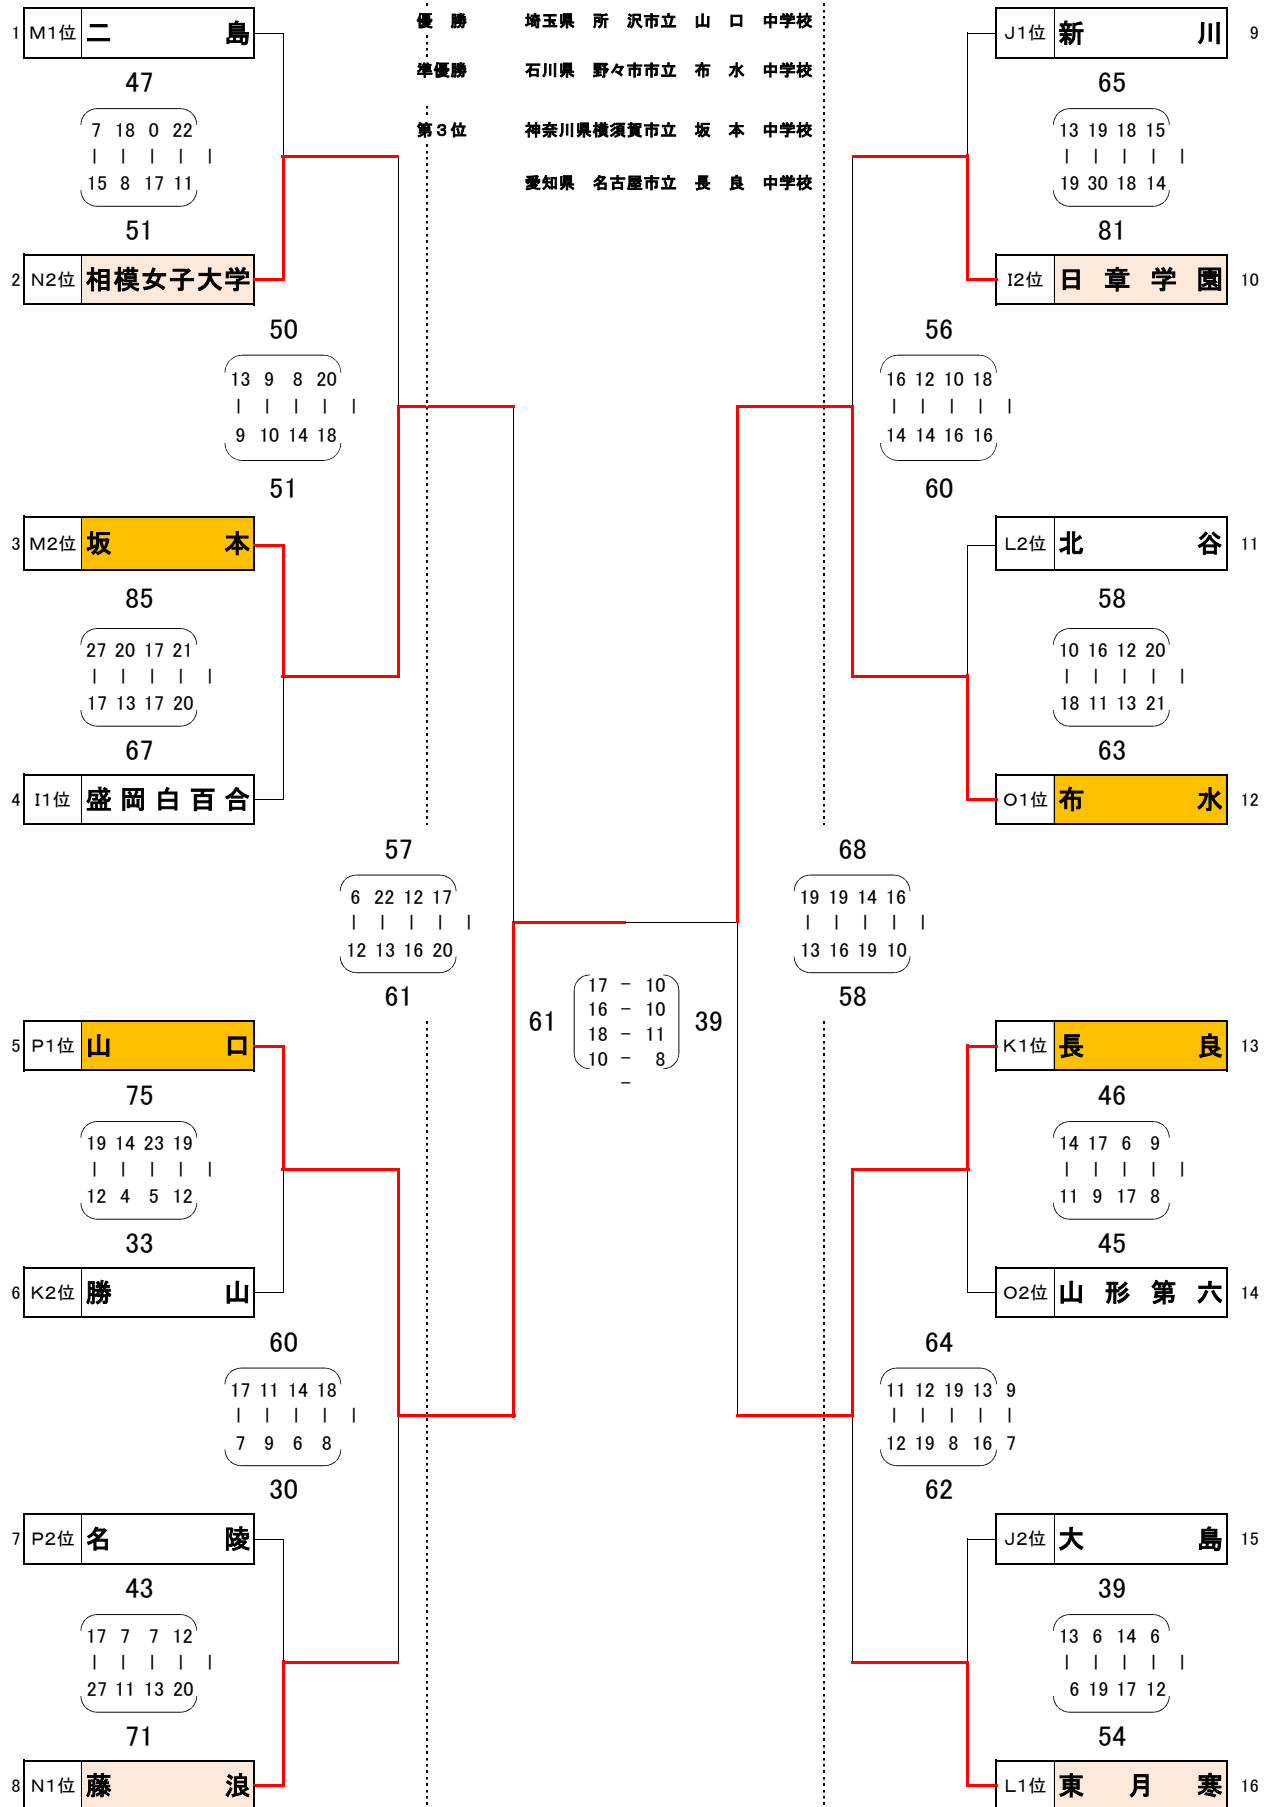 優 勝 埼玉県 所 沢市立 山 口 中学校
準優勝 石川県 野々市市立 布 水 中学校
第3位 神奈川県横須賀市立 坂 本 中学校
愛知県 名古屋市立 長 良 中学校
1 M1位 二 島
47
7 18 0 22
| | | | |
15 8 17 11
51
2 N2位 相模女子大学
50
13 9 8 20
| | | | |
9 10 14 18
51
3 M2位 坂 本
85
27 20 17 21
| | | | |
17 13 17 20
67
4 I1位 盛岡白百合
57
6 22 12 17
| | | | |
12 13 16 20
61
5 P1位 山 口
75
19 14 23 19
| | | | |
12 4 5 12
33
6 K2位 勝 山
60
17 11 14 18
| | | | |
7 9 6 8
30
7 P2位 名 陵
43
17 7 7 12
| | | | |
27 11 13 20
71
8 N1位 藤 浪
61 39
17 - 10
16 - 10
18 - 11
10 - 8
-
J1位 新 川 9
65
13 19 18 15
| | | | |
19 30 18 14
81
I2位 日 章 学 園 10
56
16 12 10 18
| | | | |
14 14 16 16
60
L2位 北 谷 11
58
10 16 12 20
| | | | |
18 11 13 21
63
O1位 布 水 12
68
19 19 14 16
| | | | |
13 16 19 10
58
K1位 長 良 13
46
14 17 6 9
| | | | |
11 9 17 8
45
O2位 山 形 第 六 14
64
11 12 19 13 9
| | | | |
12 19 8 16 7
62
J2位 大 島 15
39
13 6 14 6
| | | | |
6 19 17 12
54
L1位 東 月 寒 16